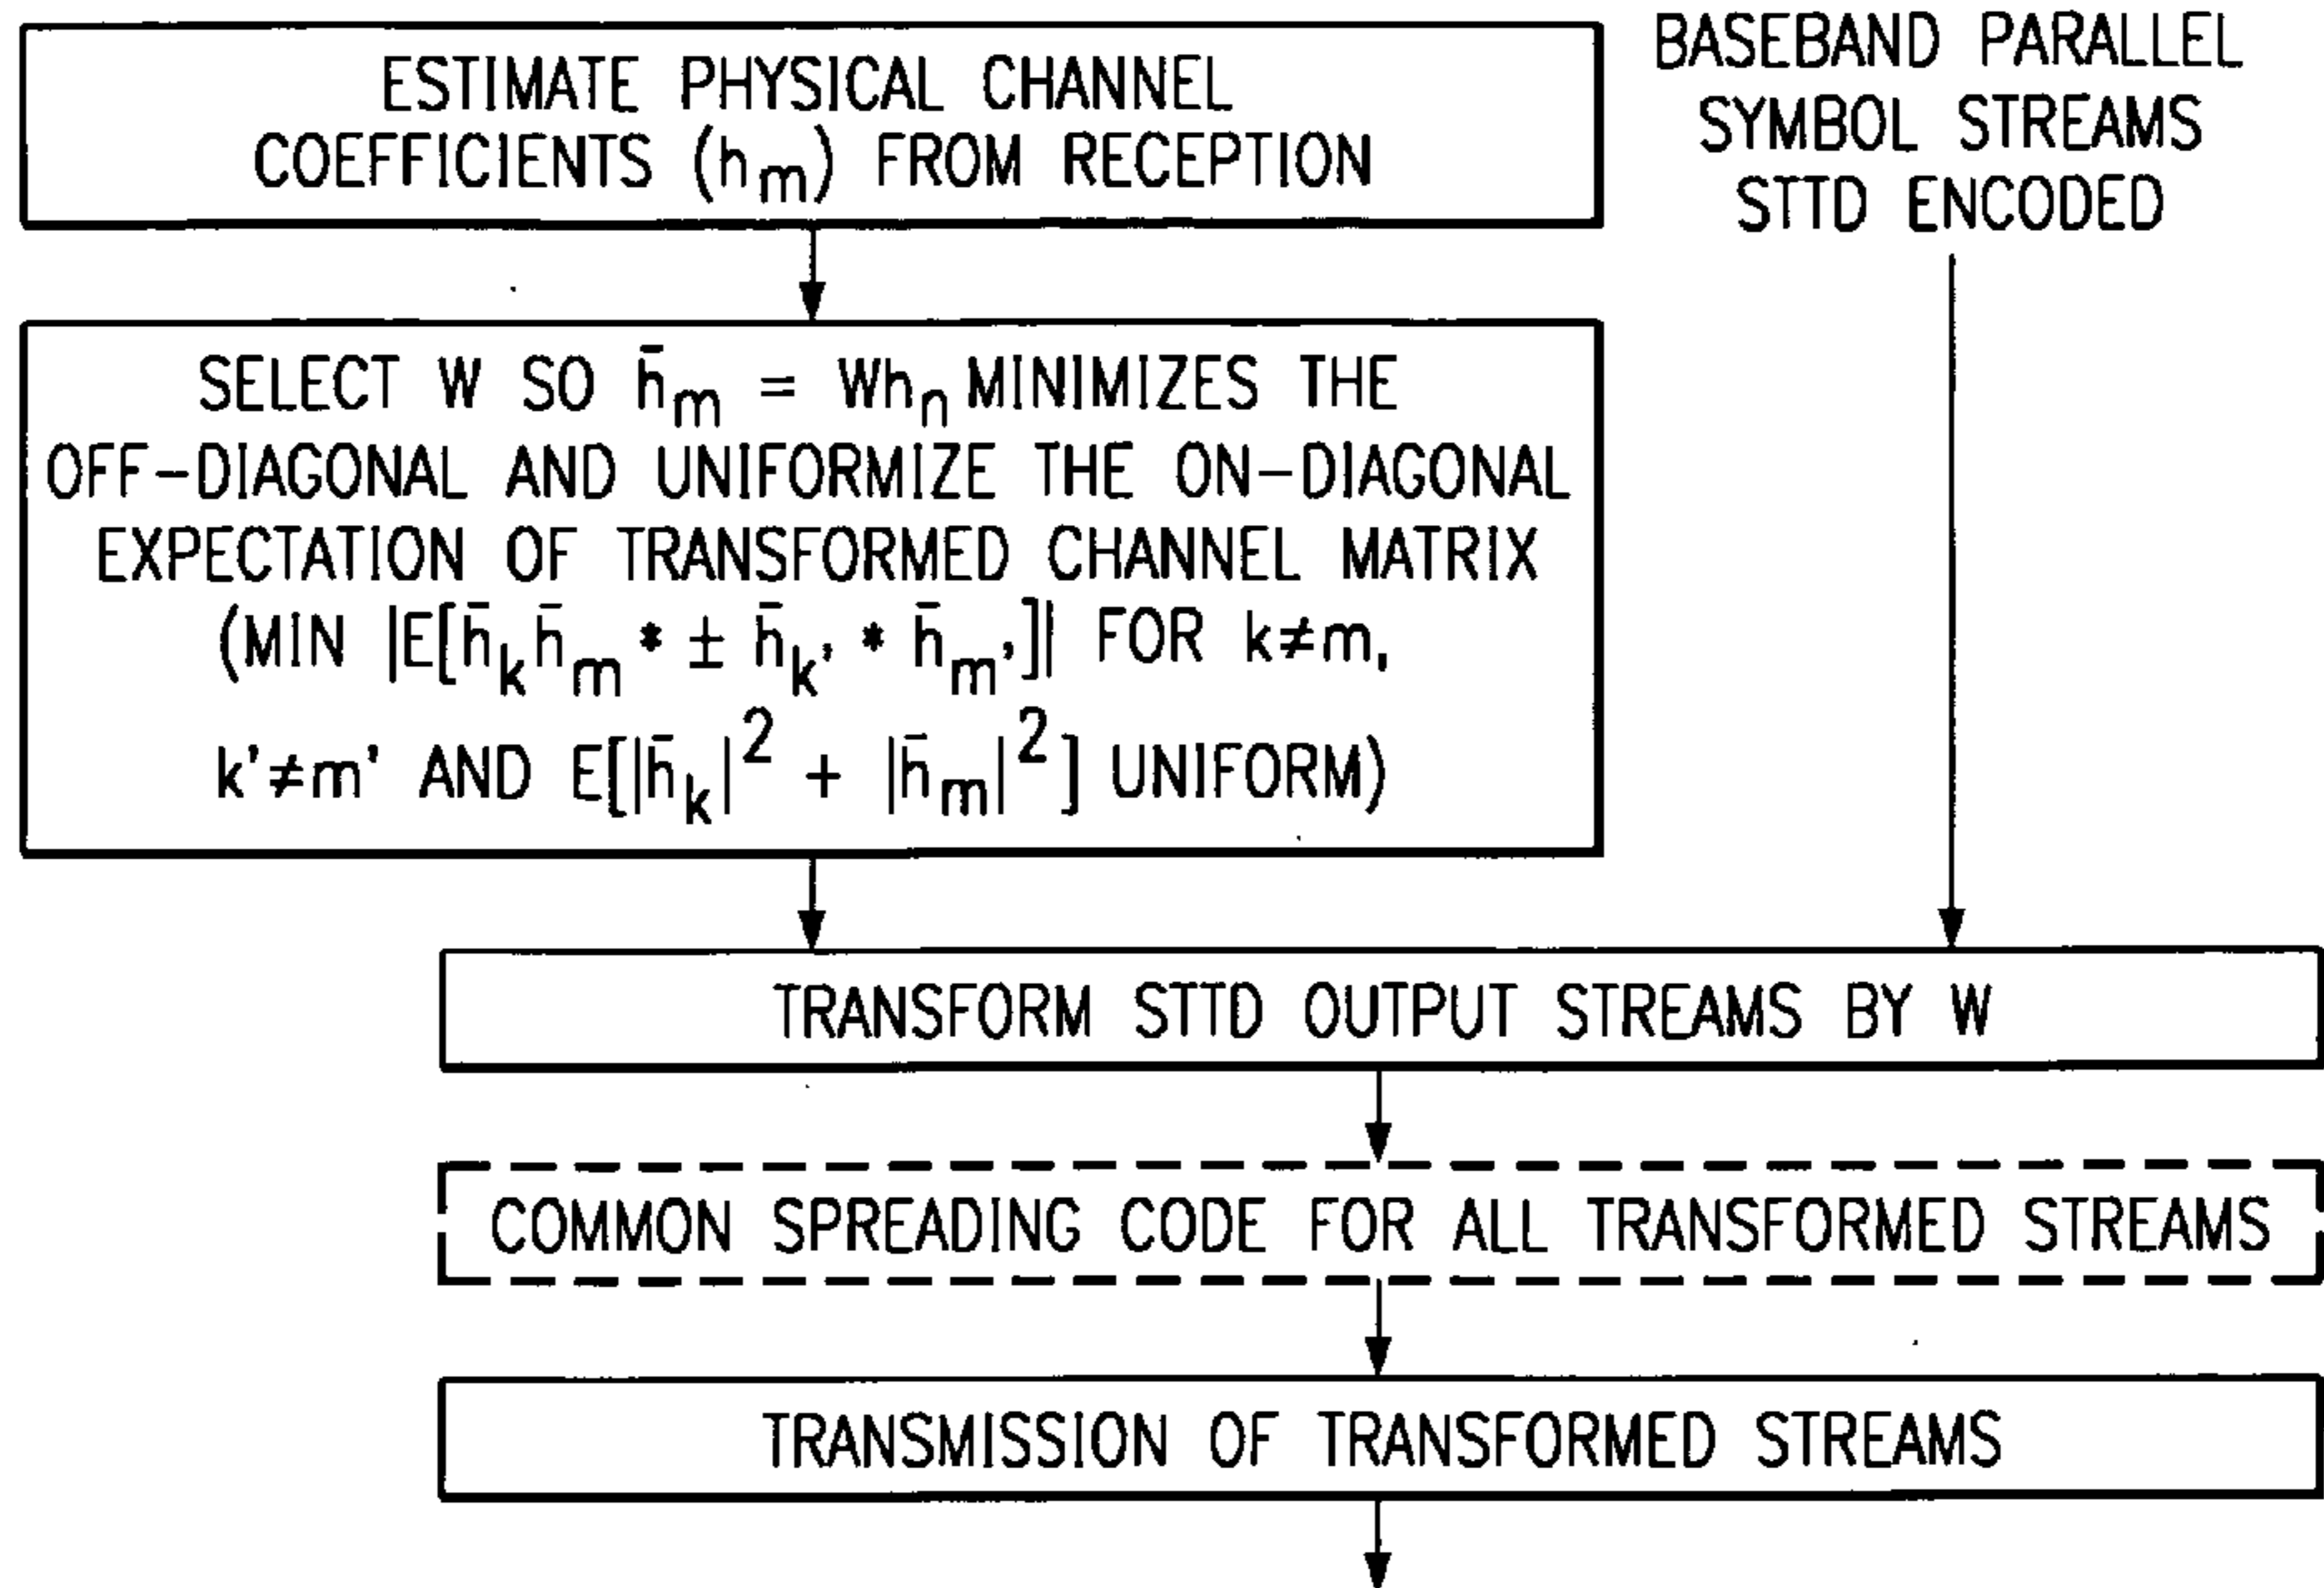 ESTIMATE PHYSICAL CHANNEL
COEFFICIENTS (hₘ) FROM RECEPTION
BASEBAND PARALLEL
SYMBOL STREAMS
STTD ENCODED
SELECT W SO h̄ₘ = Whₙ MINIMIZES THE
OFF-DIAGONAL AND UNIFORMIZE THE ON-DIAGONAL
EXPECTATION OF TRANSFORMED CHANNEL MATRIX
(MIN |E[h̄ₖh̄ₘ* ± h̄ₖ'*h̄ₘ']| FOR k≠m,
k'≠m' AND E[|h̄ₖ|² + |h̄ₘ|²] UNIFORM)
TRANSFORM STTD OUTPUT STREAMS BY W
COMMON SPREADING CODE FOR ALL TRANSFORMED STREAMS
TRANSMISSION OF TRANSFORMED STREAMS